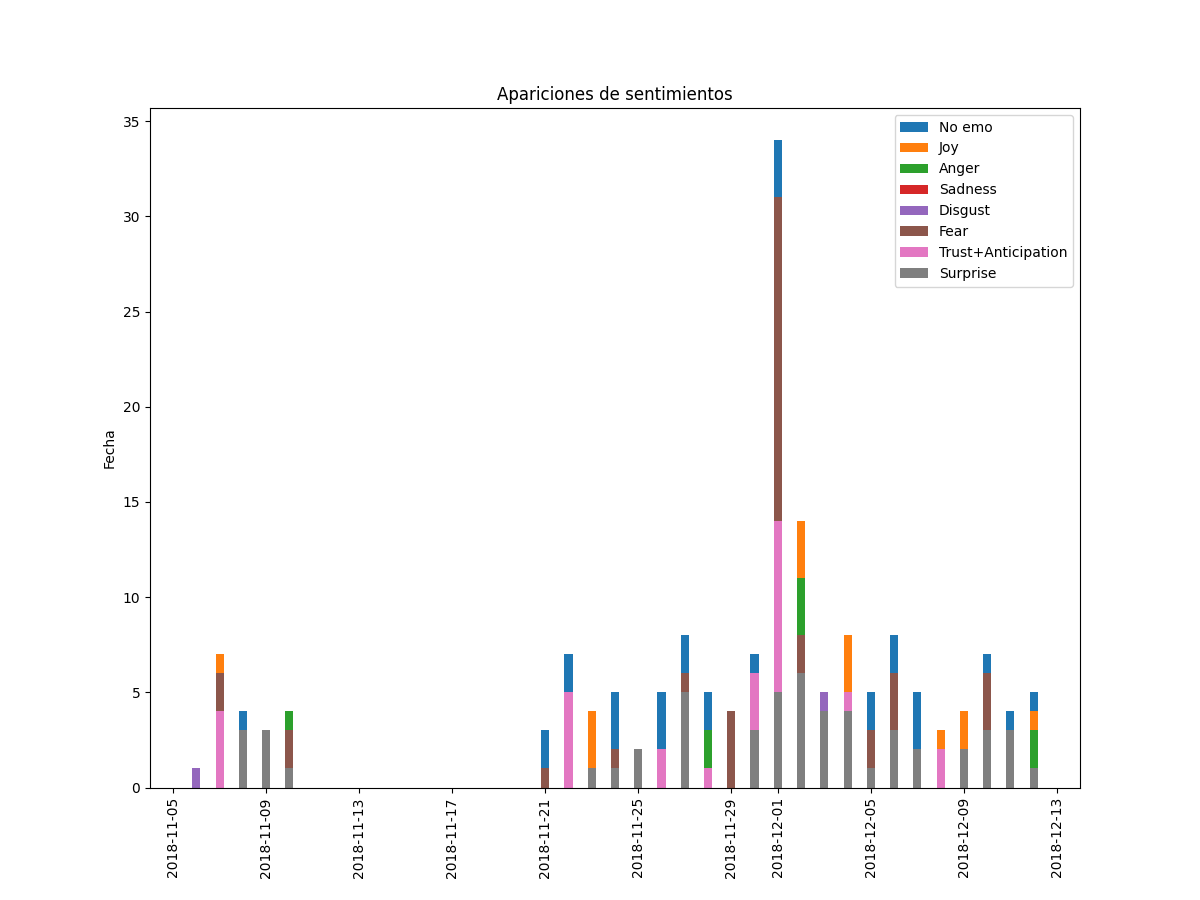 Apariciones de sentimientos
35
30
25
20
15
10
5
0
Fecha
No emo
Joy
Anger
Sadness
Disgust
Fear
Trust+Anticipation
Surprise
2018-11-05
2018-11-09
2018-11-13
2018-11-17
2018-11-21
2018-11-25
2018-11-29
2018-12-01
2018-12-05
2018-12-09
2018-12-13